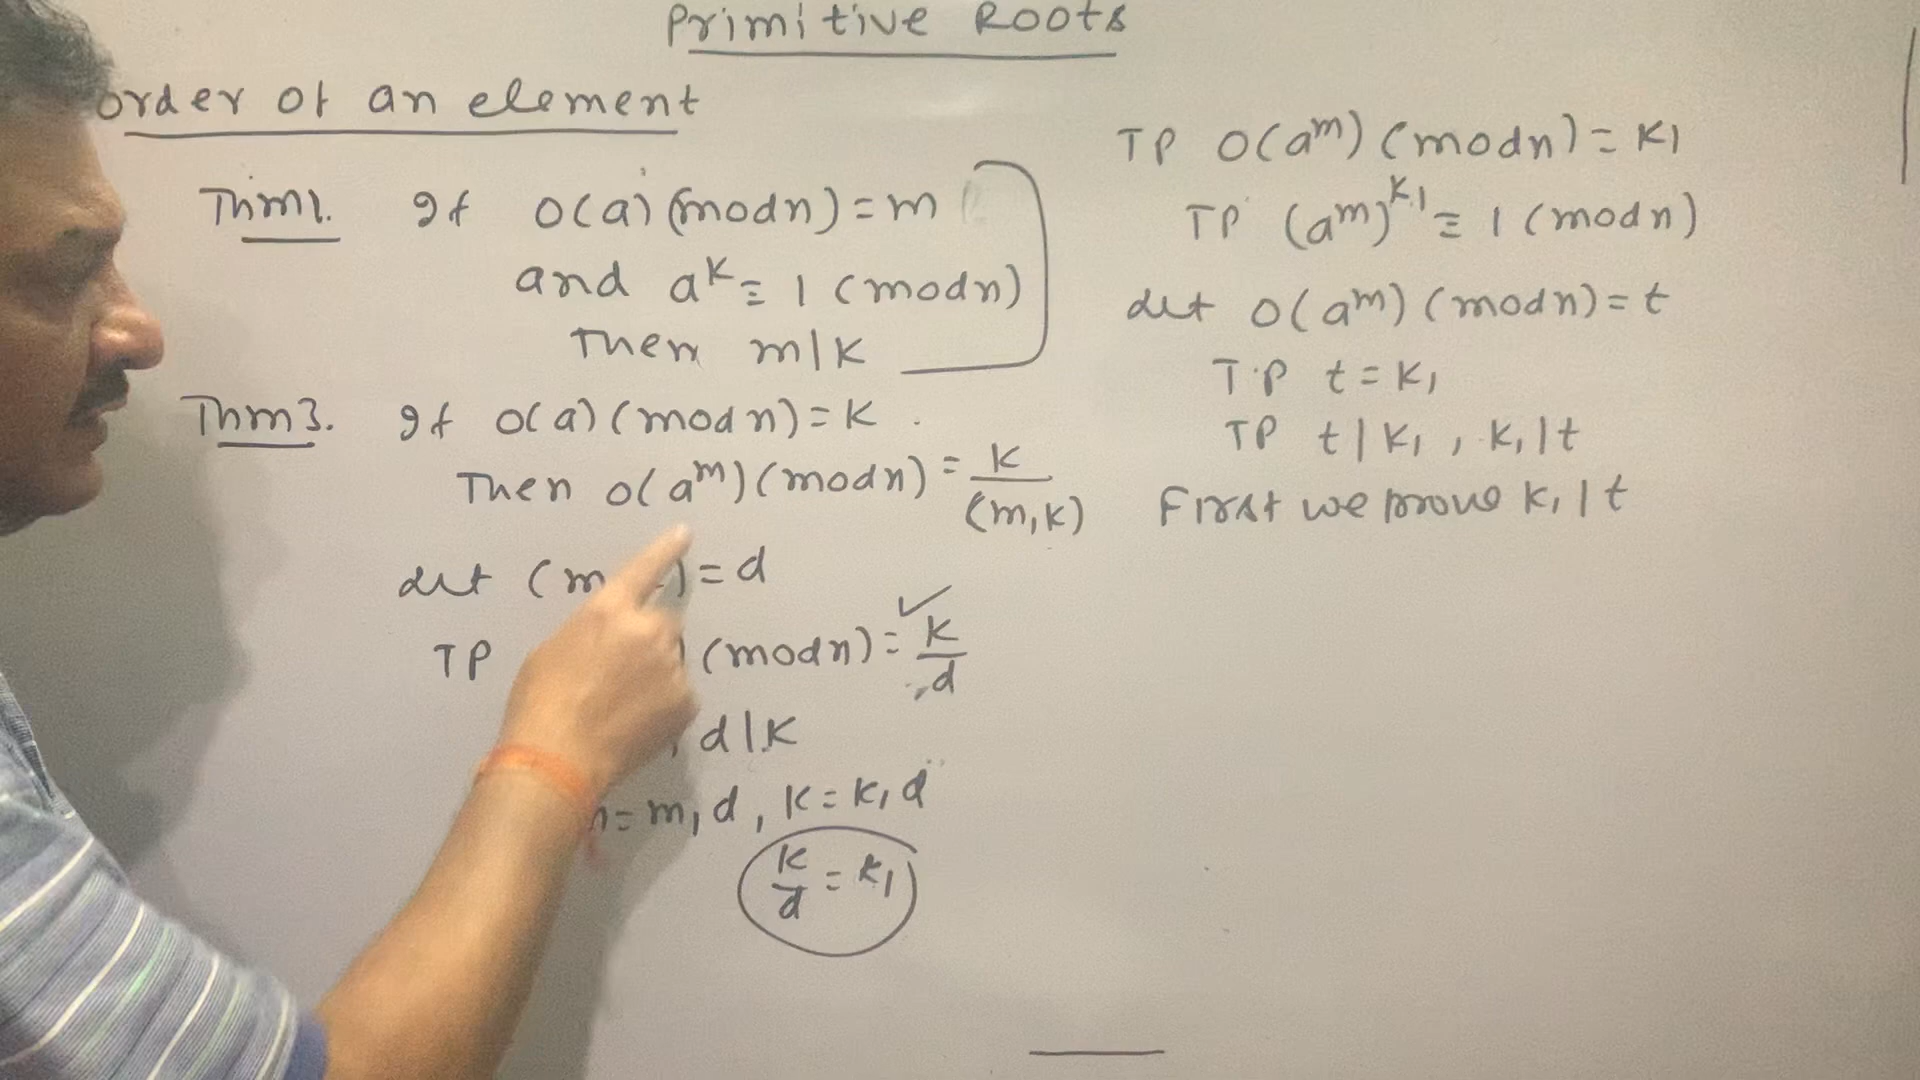 Primitive Roots
order of an element
Thm1. If O(a) (mod n) = m
and a^k ≡ 1 (mod n)
Then m|k
Thm3. If O(a) (mod n) = k.
Then O(a^m) (mod n) = k/(m,k)
Let (m = d
TP (mod n) = k/d ✓
, d|k
= m₁d, k = k₁d
k/d = k₁
TP O(a^m) (mod n) = k₁
TP (a^m)^k₁ ≡ 1 (mod n)
Let O(a^m) (mod n) = t
T.P t = k₁
TP t|k₁, k₁|t
First we prove k₁|t